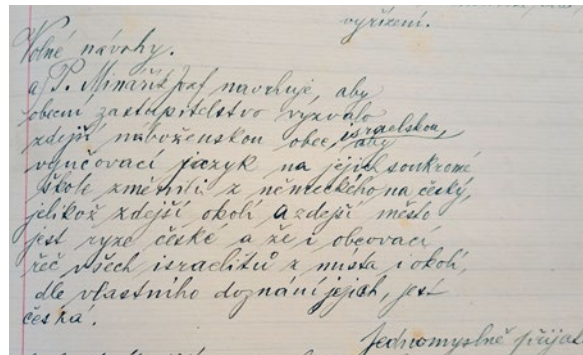 vyřízení.
Volné návrhy.
a/ P. Minařík Josef navrhuje, aby
obecní zastupitelstvo vyzvalo
zdejší náboženskou obec israelskou, aby
vyučovací jazyk na jejich soukromé
škole změnili z německého na český,
jelikož zdejší okolí a zdejší město
jest ryze české a že i obcovací
řeč všech israelitů z místa i okolí,
dle vlastního doznání jejich, jest
česká.
Jednomyslně přijat